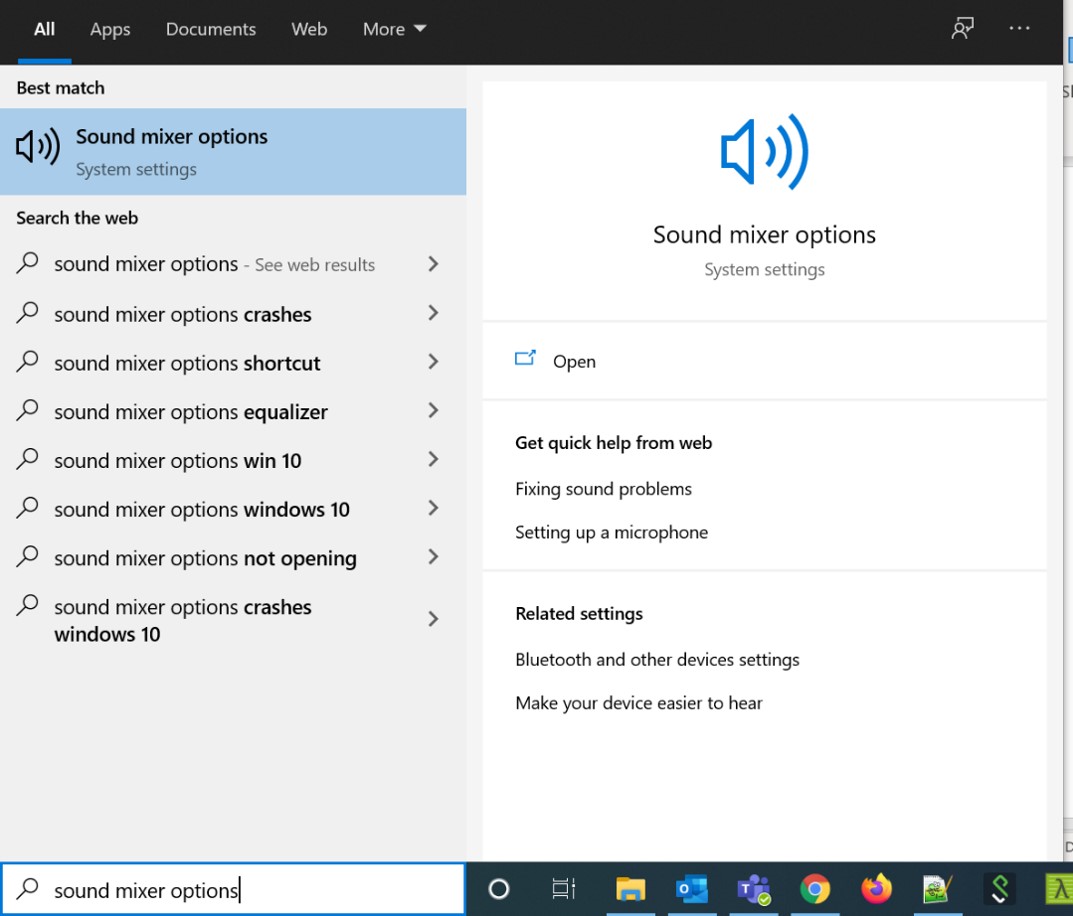 All Apps Documents Web More
Best match
Sound mixer options
System settings
Search the web
sound mixer options - See web results
sound mixer options crashes
sound mixer options shortcut
sound mixer options equalizer
sound mixer options win 10
sound mixer options windows 10
sound mixer options not opening
sound mixer options crashes
windows 10
Sound mixer options
System settings
Open
Get quick help from web
Fixing sound problems
Setting up a microphone
Related settings
Bluetooth and other devices settings
Make your device easier to hear
sound mixer options